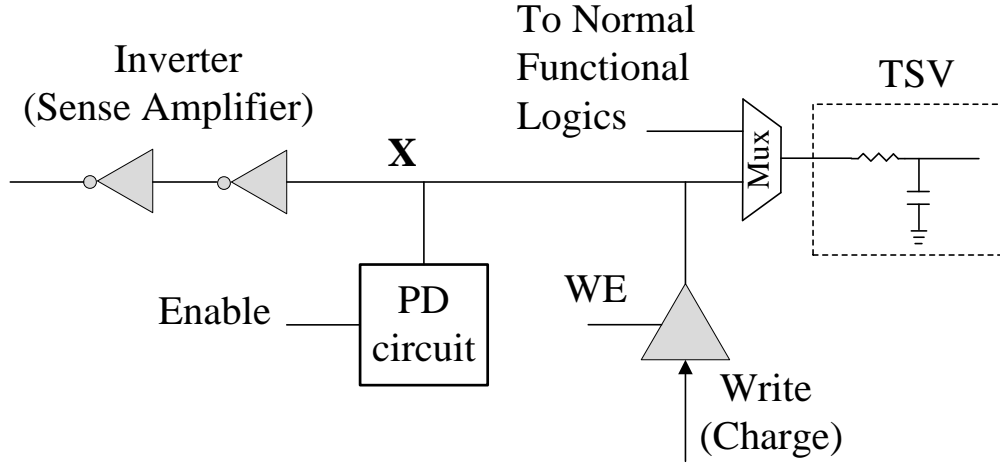 To Normal
Functional
Logics
Inverter
(Sense Amplifier)
TSV
X
Mux
Enable
PD
circuit
WE
Write
(Charge)